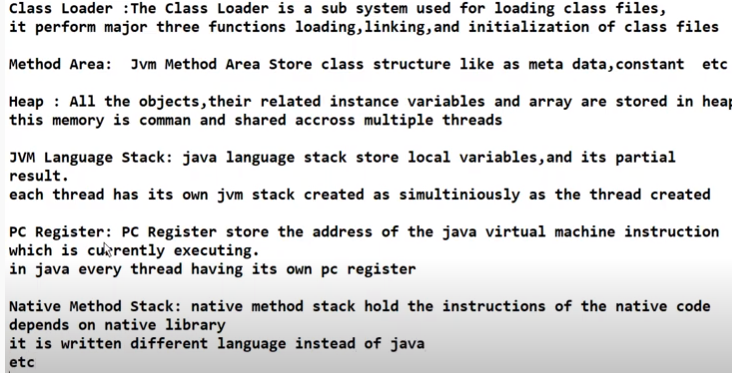 Class Loader :The Class Loader is a sub system used for loading class files,
it perform major three functions loading,linking,and initialization of class files
Method Area:  Jvm Method Area Store class structure like as meta data,constant  etc
Heap : All the objects,their related instance variables and array are stored in heap
this memory is comman and shared accross multiple threads
JVM Language Stack: java language stack store local variables,and its partial
result.
each thread has its own jvm stack created as simultiniously as the thread created
PC Register: PC Register store the address of the java virtual machine instruction
which is currently executing.
in java every thread having its own pc register
Native Method Stack: native method stack hold the instructions of the native code
depends on native library
it is written different language instead of java
etc